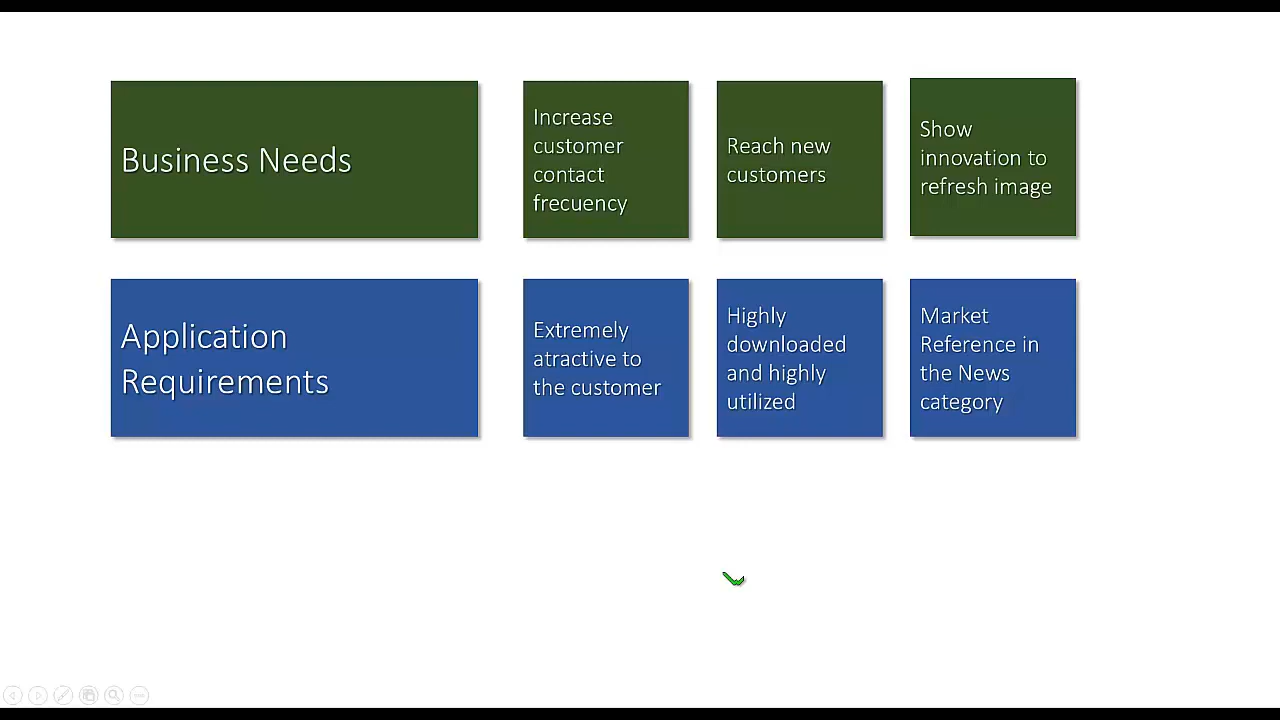 Business Needs
Increase
customer
contact
frecuency
Reach new
customers
Show
innovation to
refresh image
Application
Requirements
Extremely
atractive to
the customer
Highly
downloaded
and highly
utilized
Market
Reference in
the News
category